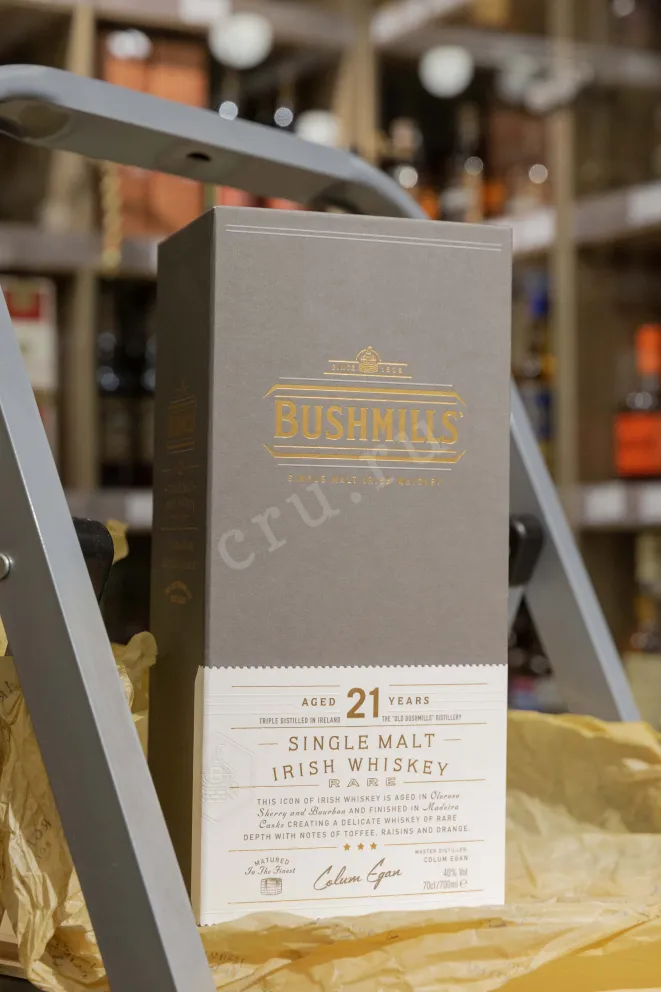 SINCE 1608
BUSHMILLS
SINGLE MALT IRISH WHISKEY
cru.ru
AGED 21 YEARS
TRIPLE DISTILLED IN IRELAND THE "OLD BUSHMILLS" DISTILLERY
SINGLE MALT
IRISH WHISKEY
RARE
THIS ICON OF IRISH WHISKEY IS AGED IN Oloroso
Sherry and Bourbon AND FINISHED IN Madeira
Casks CREATING A DELICATE WHISKEY OF RARE
DEPTH WITH NOTES OF TOFFEE, RAISINS AND ORANGE.
MATURED
In The Finest
Colum Egan
MASTER DISTILLER
COLUM EGAN
40% Vol
70cl/700ml e